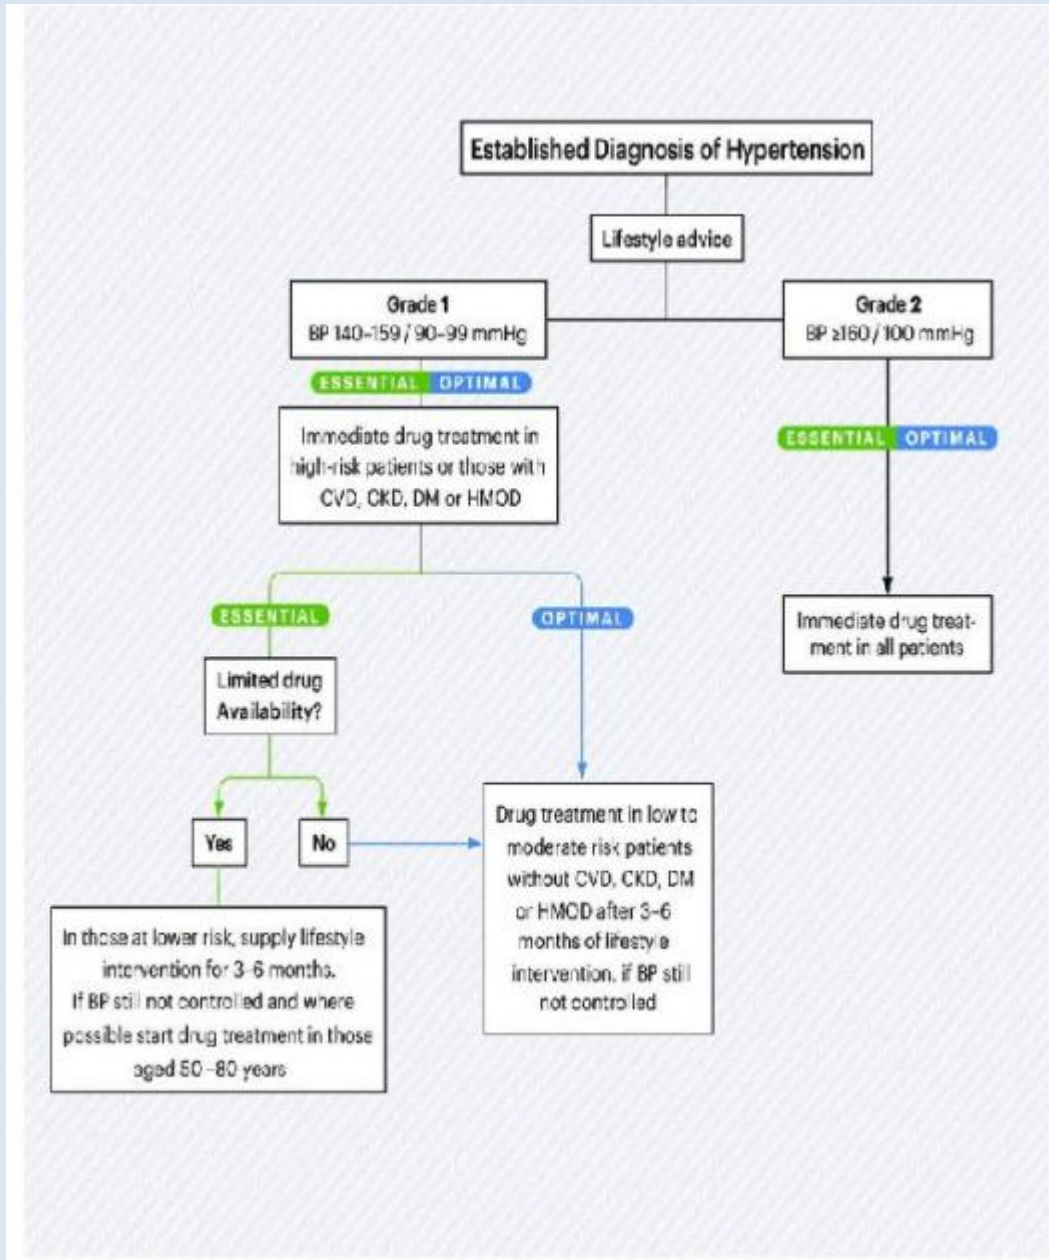 Established Diagnosis of Hypertension
Lifestyle advice
Grade 1
BP 140–159 / 90–99 mmHg
Grade 2
BP ≥160 / 100 mmHg
ESSENTIAL OPTIMAL
Immediate drug treatment in
high-risk patients or those with
CVD, CKD, DM or HMOD
ESSENTIAL OPTIMAL
ESSENTIAL
OPTIMAL
Immediate drug treat-
ment in all patients
Limited drug
Availability?
Yes
No
Drug treatment in low to
moderate risk patients
without CVD, CKD, DM
or HMOD after 3–6
months of lifestyle
intervention, if BP still
not controlled
In those at lower risk, supply lifestyle
intervention for 3–6 months.
If BP still not controlled and where
possible start drug treatment in those
aged 50–80 years